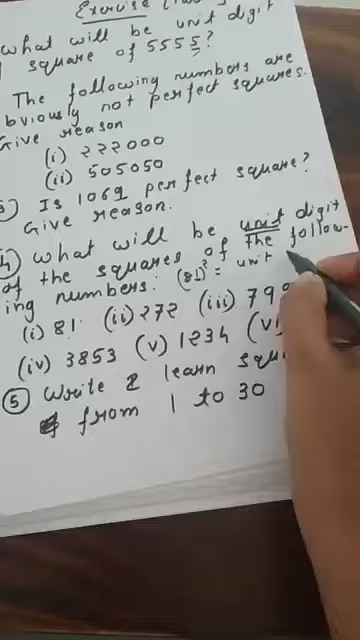 Exercise
what will be unit digit
square of 5555?
The following numbers are
obviously not perfect squares.
Give reason
(i) 222000
(ii) 505050
Is 1069 perfect square?
Give reason.
4) What will be unit digit
of the squares of the follow-
ing numbers: (81)² = unit
(i) 81 (ii) 272 (iii) 799
(iv) 3853 (v) 1234 (vi
5) Write & learn squ
from 1 to 30